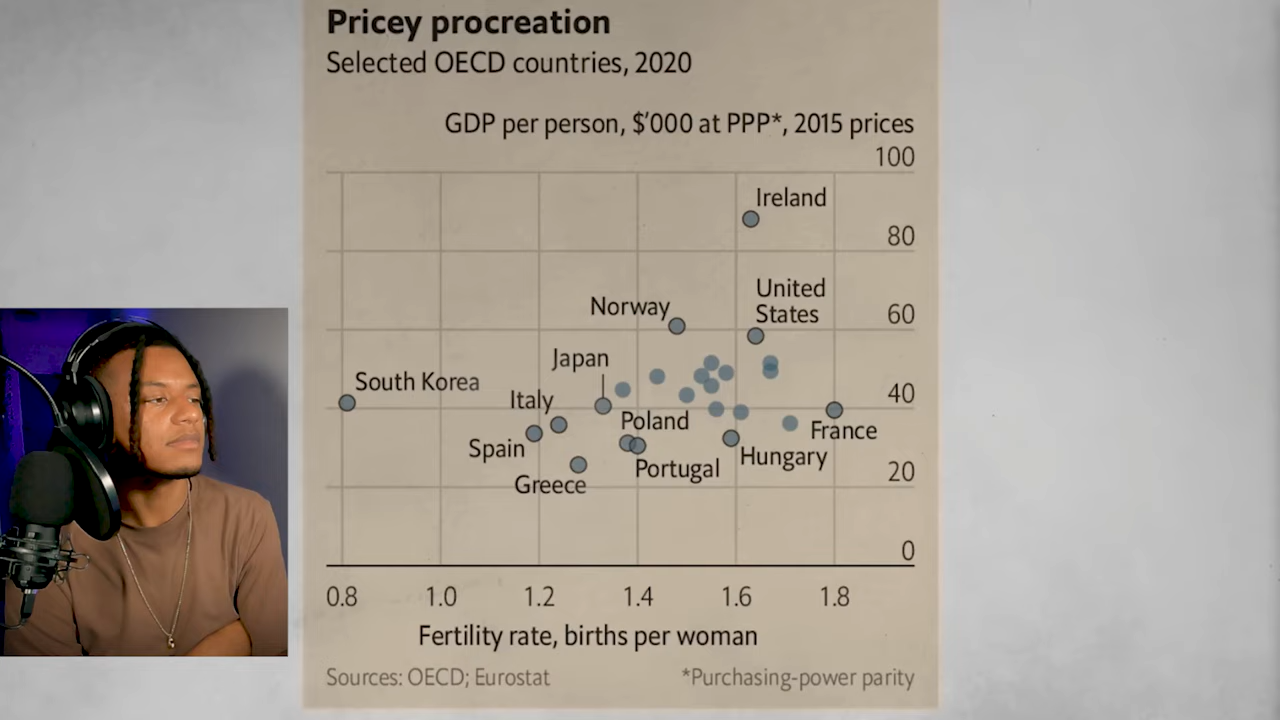 Pricey procreation
Selected OECD countries, 2020
GDP per person, $'000 at PPP*, 2015 prices
100
Ireland
80
United
States
Norway
60
Japan
South Korea
Italy
40
Poland
France
Spain
Hungary
Portugal
20
Greece
0
0.8 1.0 1.2 1.4 1.6 1.8
Fertility rate, births per woman
Sources: OECD; Eurostat *Purchasing-power parity